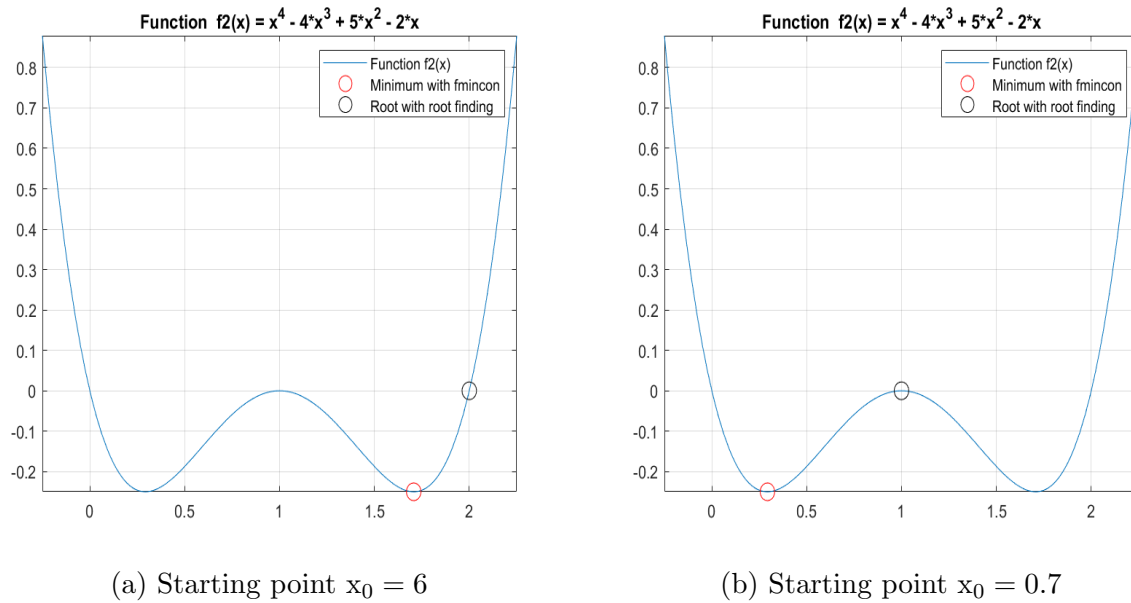 Function f2(x) = x^4 - 4*x^3 + 5*x^2 - 2*x
Function f2(x)
Minimum with fmincon
Root with root finding
0.8
0.7
0.6
0.5
0.4
0.3
0.2
0.1
0
-0.1
-0.2
0 0.5 1 1.5 2
(a) Starting point x₀ = 6
Function f2(x) = x^4 - 4*x^3 + 5*x^2 - 2*x
Function f2(x)
Minimum with fmincon
Root with root finding
0.8
0.7
0.6
0.5
0.4
0.3
0.2
0.1
0
-0.1
-0.2
0 0.5 1 1.5 2
(b) Starting point x₀ = 0.7